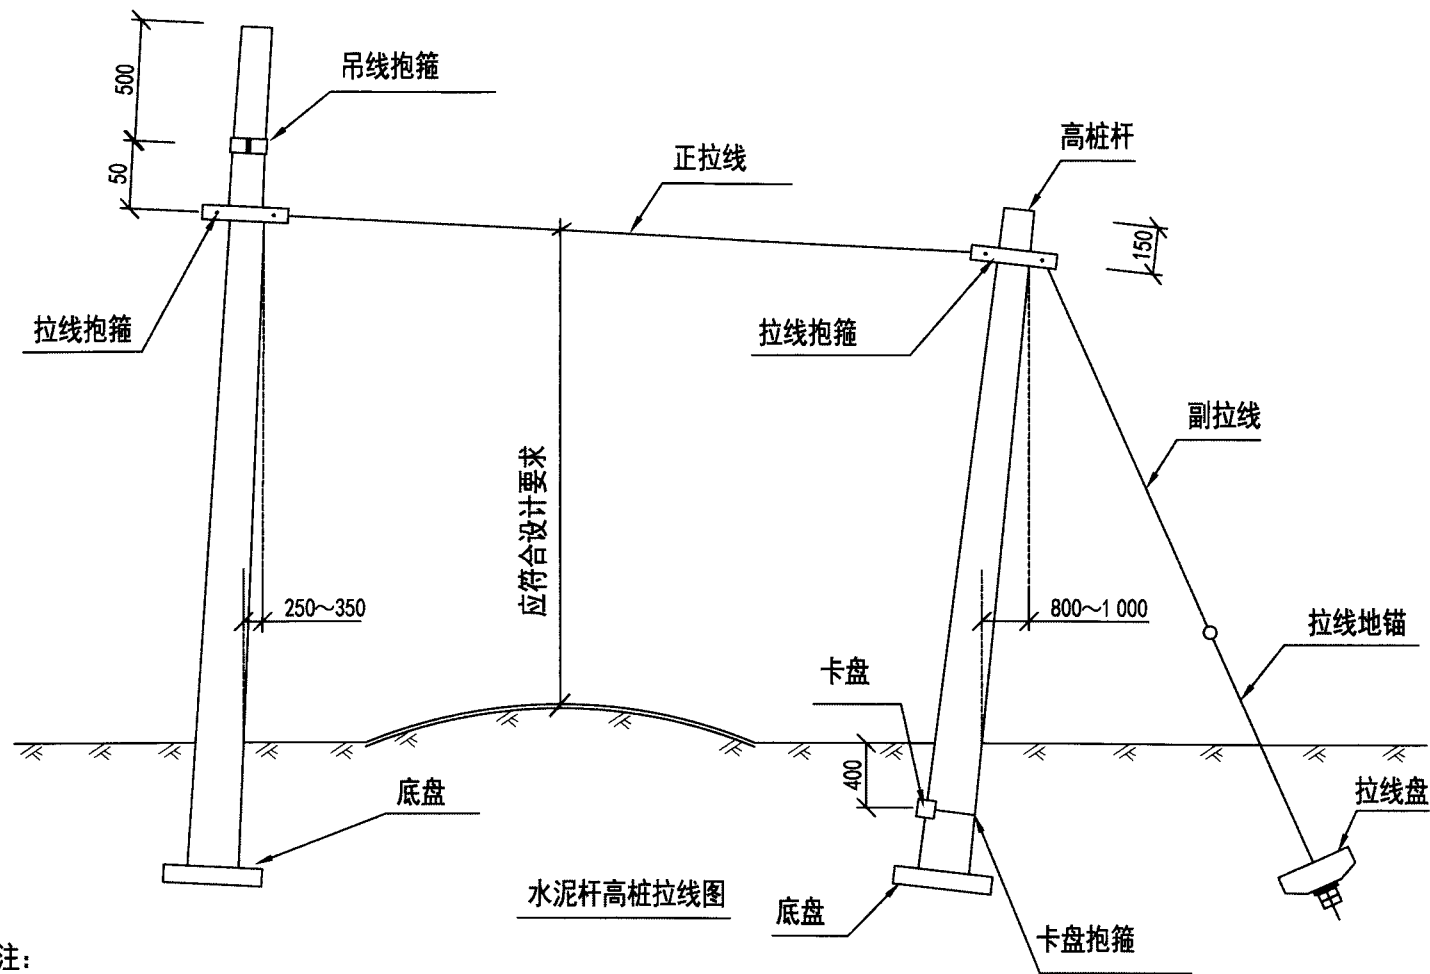 500
吊线抱箍
50
正拉线
高桩杆
150
拉线抱箍
拉线抱箍
副拉线
应符合设计要求
250～350
800～1 000
拉线地锚
卡盘
400
底盘
拉线盘
水泥杆高桩拉线图
底盘
卡盘抱箍
注：